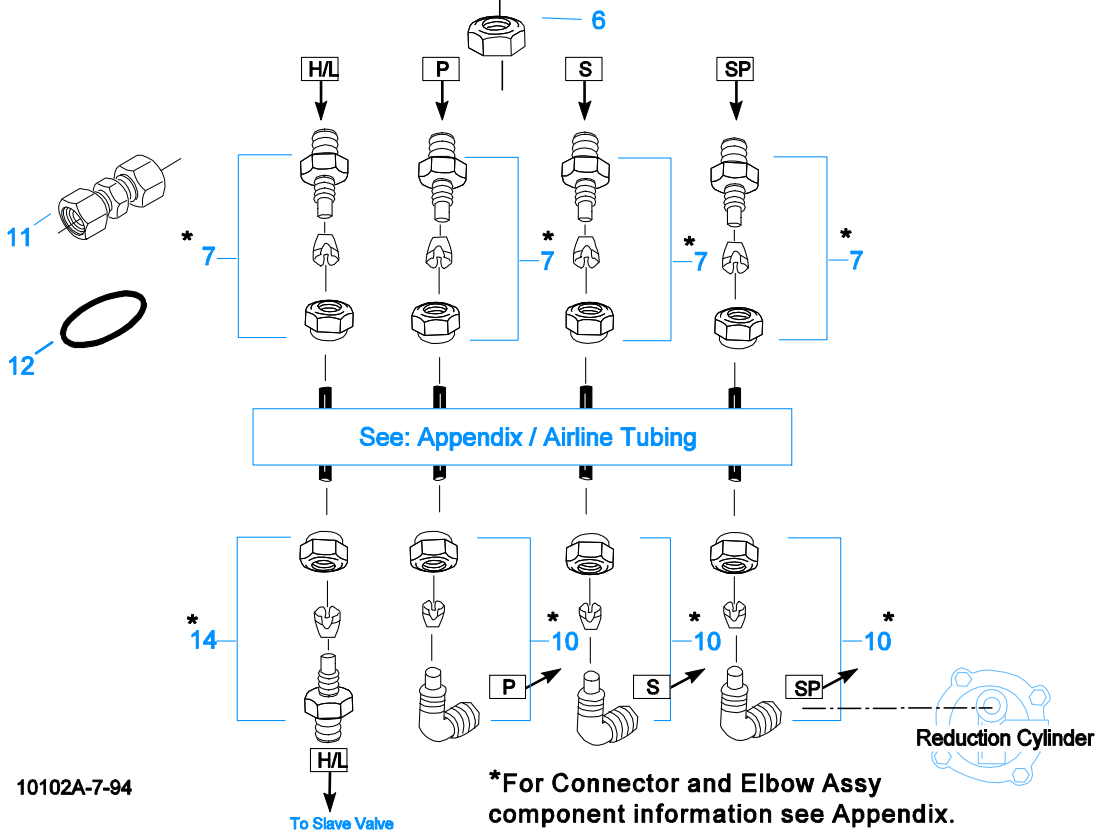 6
H/L
P
S
SP
11
* 7
* 7
* 7
* 7
12
See: Appendix / Airline Tubing
* 14
* 10
* 10
* 10
P
S
SP
Reduction Cylinder
H/L
10102A-7-94
*For Connector and Elbow Assy
component information see Appendix.
To Slave Valve